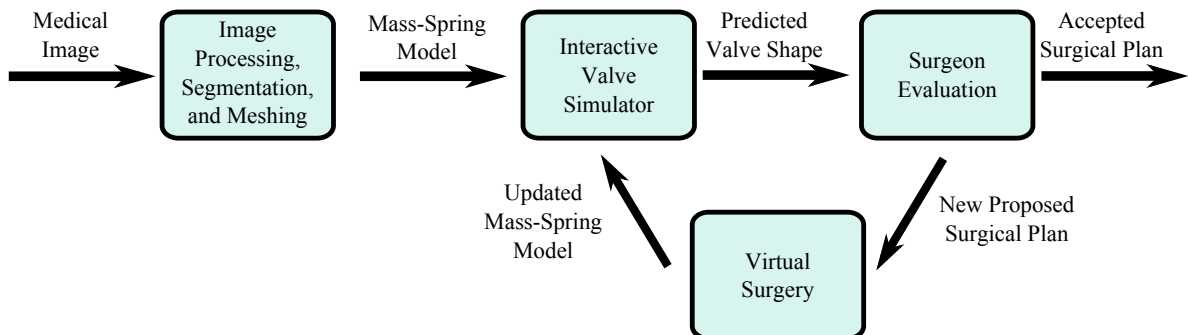 Medical
Image
Image
Processing,
Segmentation,
and Meshing
Mass-Spring
Model
Interactive
Valve
Simulator
Predicted
Valve Shape
Surgeon
Evaluation
Accepted
Surgical Plan
New Proposed
Surgical Plan
Virtual
Surgery
Updated
Mass-Spring
Model